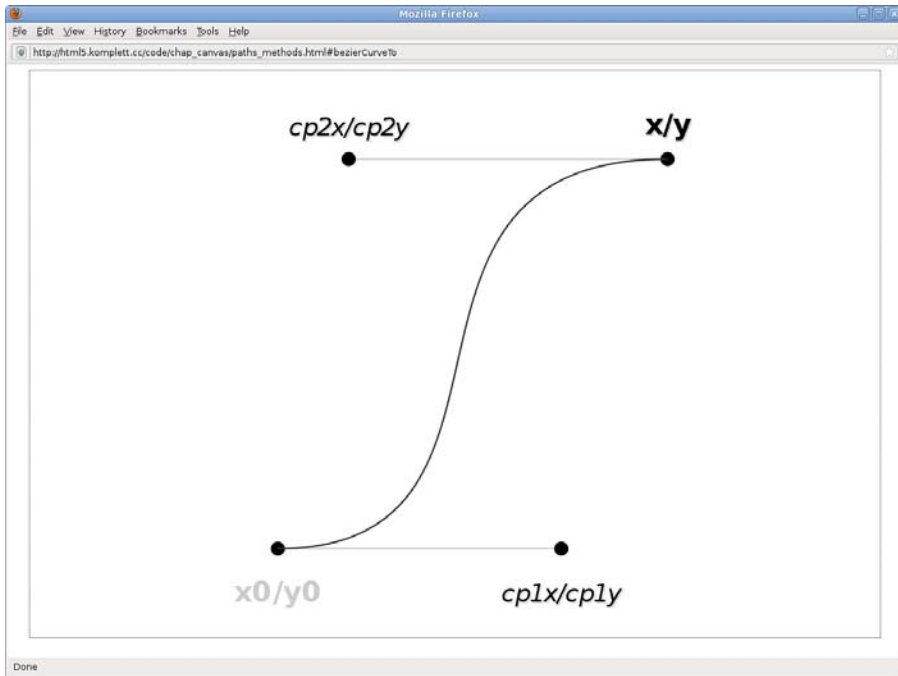 Mozilla Firefox
File Edit View History Bookmarks Tools Help
http://html5.komplett.cc/code/chap_canvas/paths_methods.html#bezierCurveTo
cp2x/cp2y x/y
x0/y0 cp1x/cp1y
Done